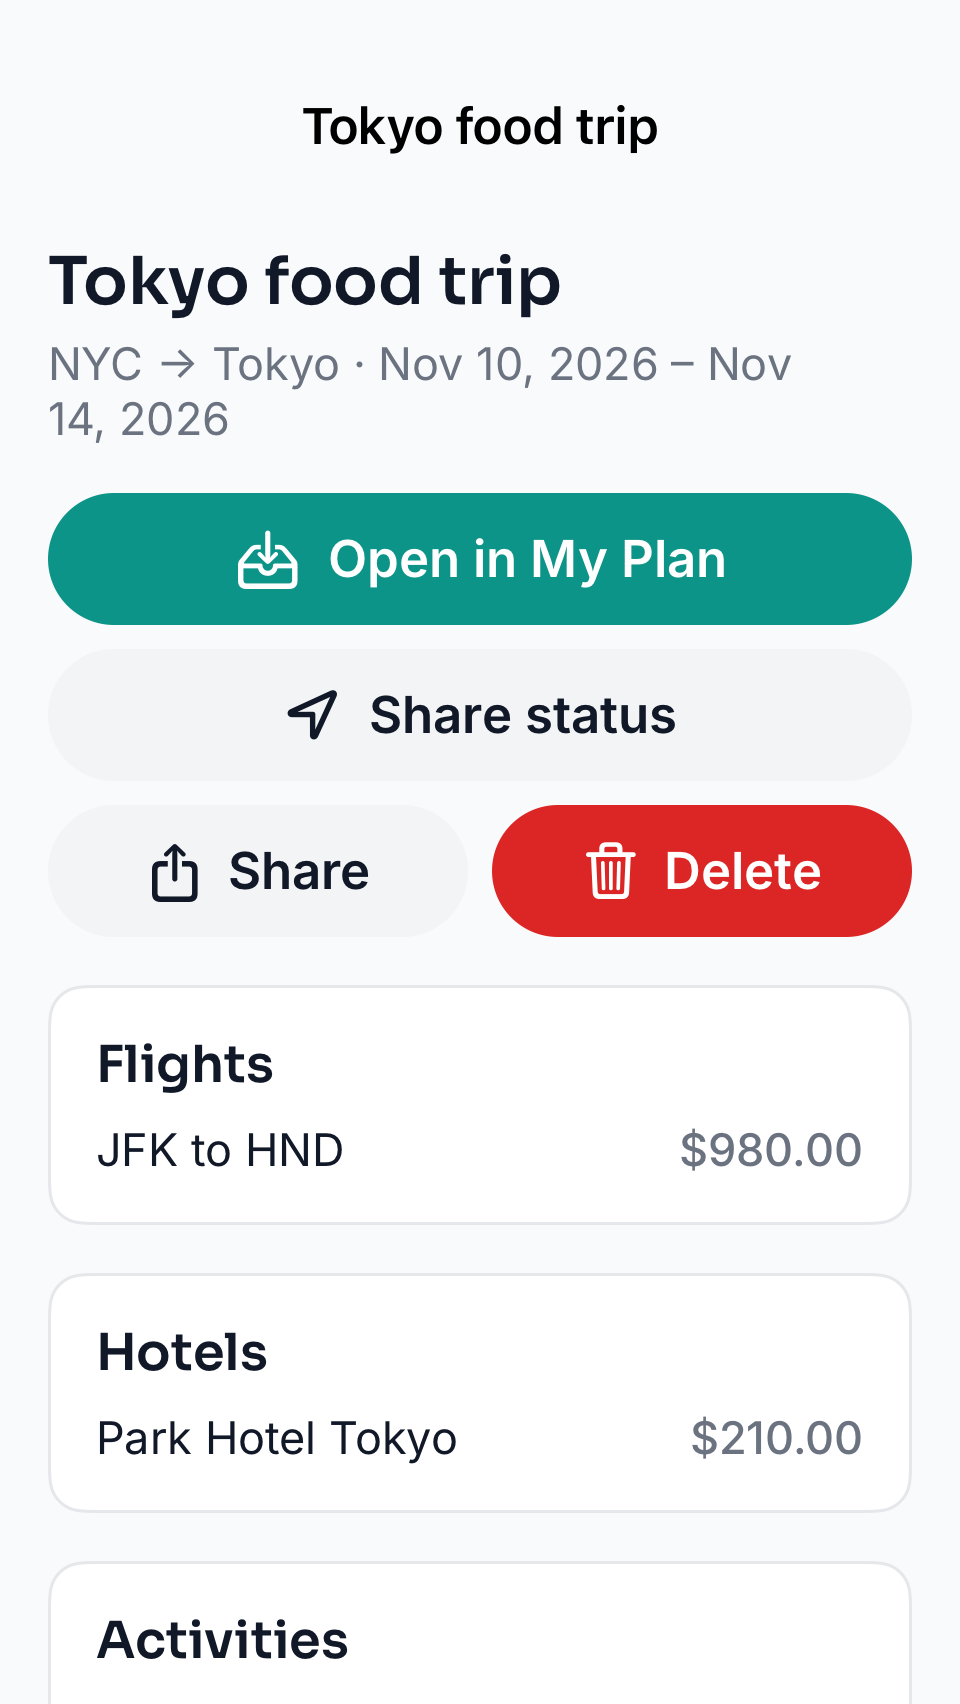 Tokyo food trip
Tokyo food trip
NYC → Tokyo · Nov 10, 2026 – Nov
14, 2026
Open in My Plan
Share status
Share
Delete
Flights
JFK to HND $980.00
Hotels
Park Hotel Tokyo $210.00
Activities